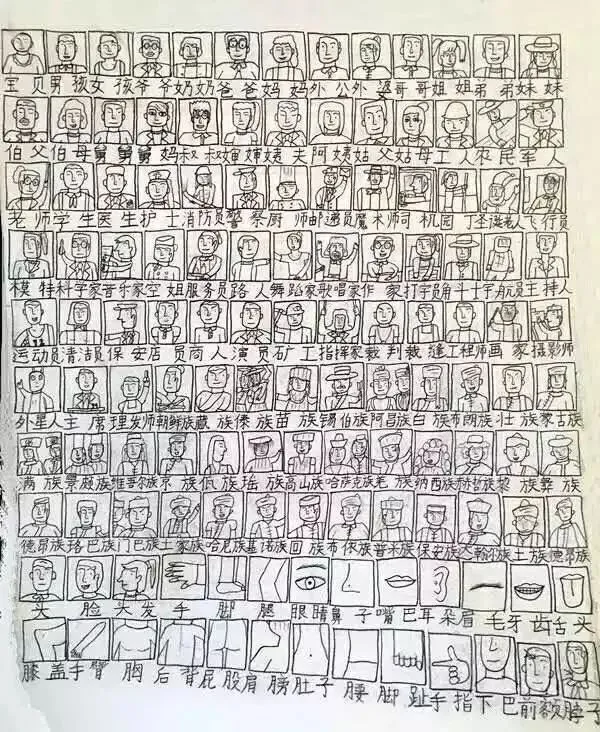 宝贝男孩女孩爷爷奶奶爸爸妈妈外公外婆哥哥姐姐弟弟妹妹
伯父伯母舅舅舅妈叔叔婶婶姨夫阿姨姑父姑母工人农民军人
老师学生医生护士消防员警察厨师邮递员魔术师司机园丁圣诞老人飞行员
模特科学家音乐家空姐服务员路人舞蹈家歌唱家作家打字员角斗士宇航员主持人
运动员清洁员保安店员商人演员矿工指挥家裁判裁缝工程师画家摄影师
外星人主席理发师朝鲜族藏族傣族苗族锡伯族阿昌族白族布朗族壮族蒙古族
满族景颇族维吾尔族京族佤族瑶族高山族哈萨克族羌族纳西族赫哲族黎族彝族
德昂族珞巴族门巴族土家族哈尼族基诺族回族布依族普米族保安族达斡尔族土族德昂族
头脸头发手脚腿眼睛鼻子嘴巴耳朵眉毛牙齿舌头
膝盖手臂胸后背屁股肩膀肚子腰脚趾手指下巴前额脖子